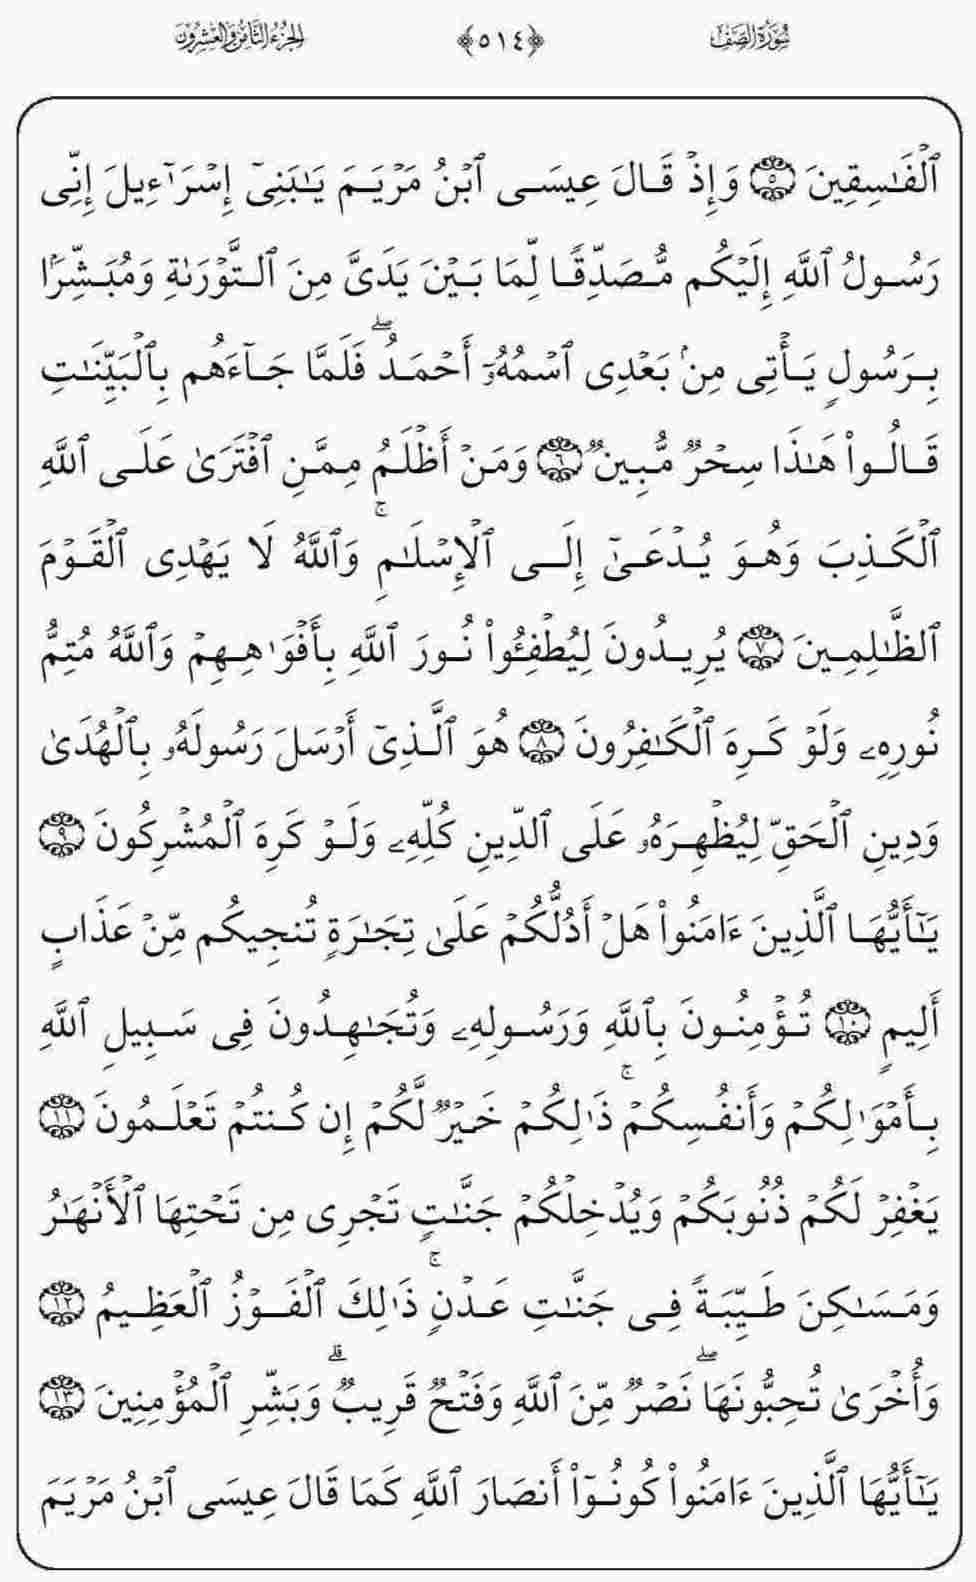 سُورَةُ الصَّفِّ ﴿٥١٤﴾ الجُزْءُ الثَّامِنُ وَالعِشْرُونَ
ٱلْفَٰسِقِينَ ٥ وَإِذْ قَالَ عِيسَى ٱبْنُ مَرْيَمَ يَٰبَنِىٓ إِسْرَٰٓءِيلَ إِنِّى
رَسُولُ ٱللَّهِ إِلَيْكُم مُّصَدِّقًا لِّمَا بَيْنَ يَدَىَّ مِنَ ٱلتَّوْرَىٰةِ وَمُبَشِّرًۢا
بِرَسُولٍ يَأْتِى مِنۢ بَعْدِى ٱسْمُهُۥٓ أَحْمَدُ ۖ فَلَمَّا جَآءَهُم بِٱلْبَيِّنَٰتِ
قَالُوا۟ هَٰذَا سِحْرٌ مُّبِينٌ ٦ وَمَنْ أَظْلَمُ مِمَّنِ ٱفْتَرَىٰ عَلَى ٱللَّهِ
ٱلْكَذِبَ وَهُوَ يُدْعَىٰٓ إِلَى ٱلْإِسْلَٰمِ ۚ وَٱللَّهُ لَا يَهْدِى ٱلْقَوْمَ
ٱلظَّٰلِمِينَ ٧ يُرِيدُونَ لِيُطْفِـُٔوا۟ نُورَ ٱللَّهِ بِأَفْوَٰهِهِمْ وَٱللَّهُ مُتِمُّ
نُورِهِۦ وَلَوْ كَرِهَ ٱلْكَٰفِرُونَ ٨ هُوَ ٱلَّذِىٓ أَرْسَلَ رَسُولَهُۥ بِٱلْهُدَىٰ
وَدِينِ ٱلْحَقِّ لِيُظْهِرَهُۥ عَلَى ٱلدِّينِ كُلِّهِۦ وَلَوْ كَرِهَ ٱلْمُشْرِكُونَ ٩
يَٰٓأَيُّهَا ٱلَّذِينَ ءَامَنُوا۟ هَلْ أَدُلُّكُمْ عَلَىٰ تِجَٰرَةٍ تُنجِيكُم مِّنْ عَذَابٍ
أَلِيمٍ ١٠ تُؤْمِنُونَ بِٱللَّهِ وَرَسُولِهِۦ وَتُجَٰهِدُونَ فِى سَبِيلِ ٱللَّهِ
بِأَمْوَٰلِكُمْ وَأَنفُسِكُمْ ۚ ذَٰلِكُمْ خَيْرٌ لَّكُمْ إِن كُنتُمْ تَعْلَمُونَ ١١
يَغْفِرْ لَكُمْ ذُنُوبَكُمْ وَيُدْخِلْكُمْ جَنَّٰتٍ تَجْرِى مِن تَحْتِهَا ٱلْأَنْهَٰرُ
وَمَسَٰكِنَ طَيِّبَةً فِى جَنَّٰتِ عَدْنٍ ۚ ذَٰلِكَ ٱلْفَوْزُ ٱلْعَظِيمُ ١٢
وَأُخْرَىٰ تُحِبُّونَهَا ۖ نَصْرٌ مِّنَ ٱللَّهِ وَفَتْحٌ قَرِيبٌ ۗ وَبَشِّرِ ٱلْمُؤْمِنِينَ ١٣
يَٰٓأَيُّهَا ٱلَّذِينَ ءَامَنُوا۟ كُونُوٓا۟ أَنصَارَ ٱللَّهِ كَمَا قَالَ عِيسَى ٱبْنُ مَرْيَمَ